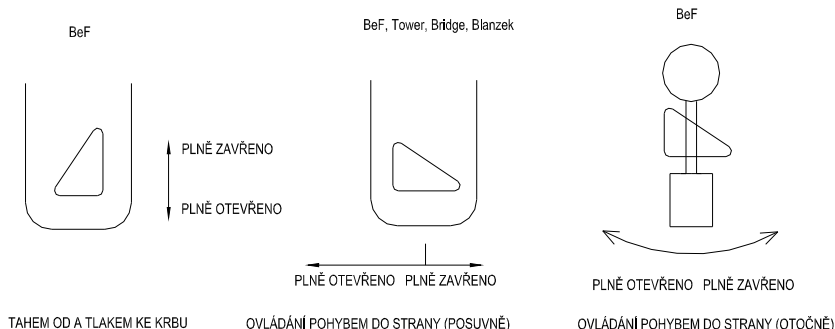 BeF
PLNĚ ZAVŘENO
PLNĚ OTEVŘENO
TAHEM OD A TLAKEM KE KRBU
BeF, Tower, Bridge, Blanzek
PLNĚ OTEVŘENO PLNĚ ZAVŘENO
OVLÁDÁNÍ POHYBEM DO STRANY (POSUVNĚ)
BeF
PLNĚ OTEVŘENO PLNĚ ZAVŘENO
OVLÁDÁNÍ POHYBEM DO STRANY (OTOČNĚ)